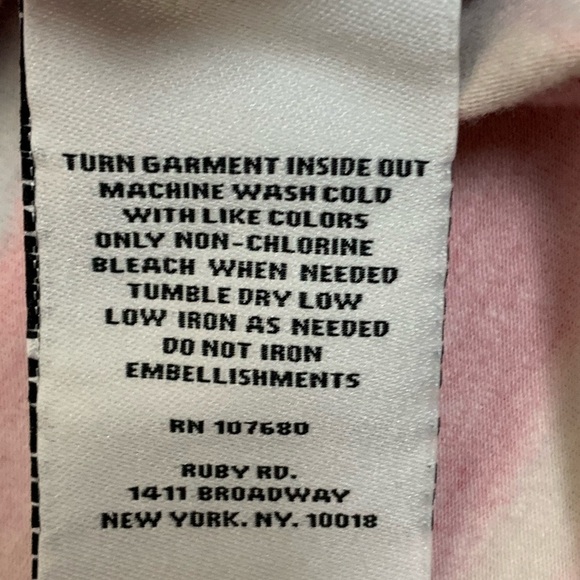 TURN GARMENT INSIDE OUT
MACHINE WASH COLD
WITH LIKE COLORS
ONLY NON-CHLORINE
BLEACH WHEN NEEDED
TUMBLE DRY LOW
LOW IRON AS NEEDED
DO NOT IRON
EMBELLISHMENTS
RN 107680
RUBY RD.
1411 BROADWAY
NEW YORK. NY. 10018